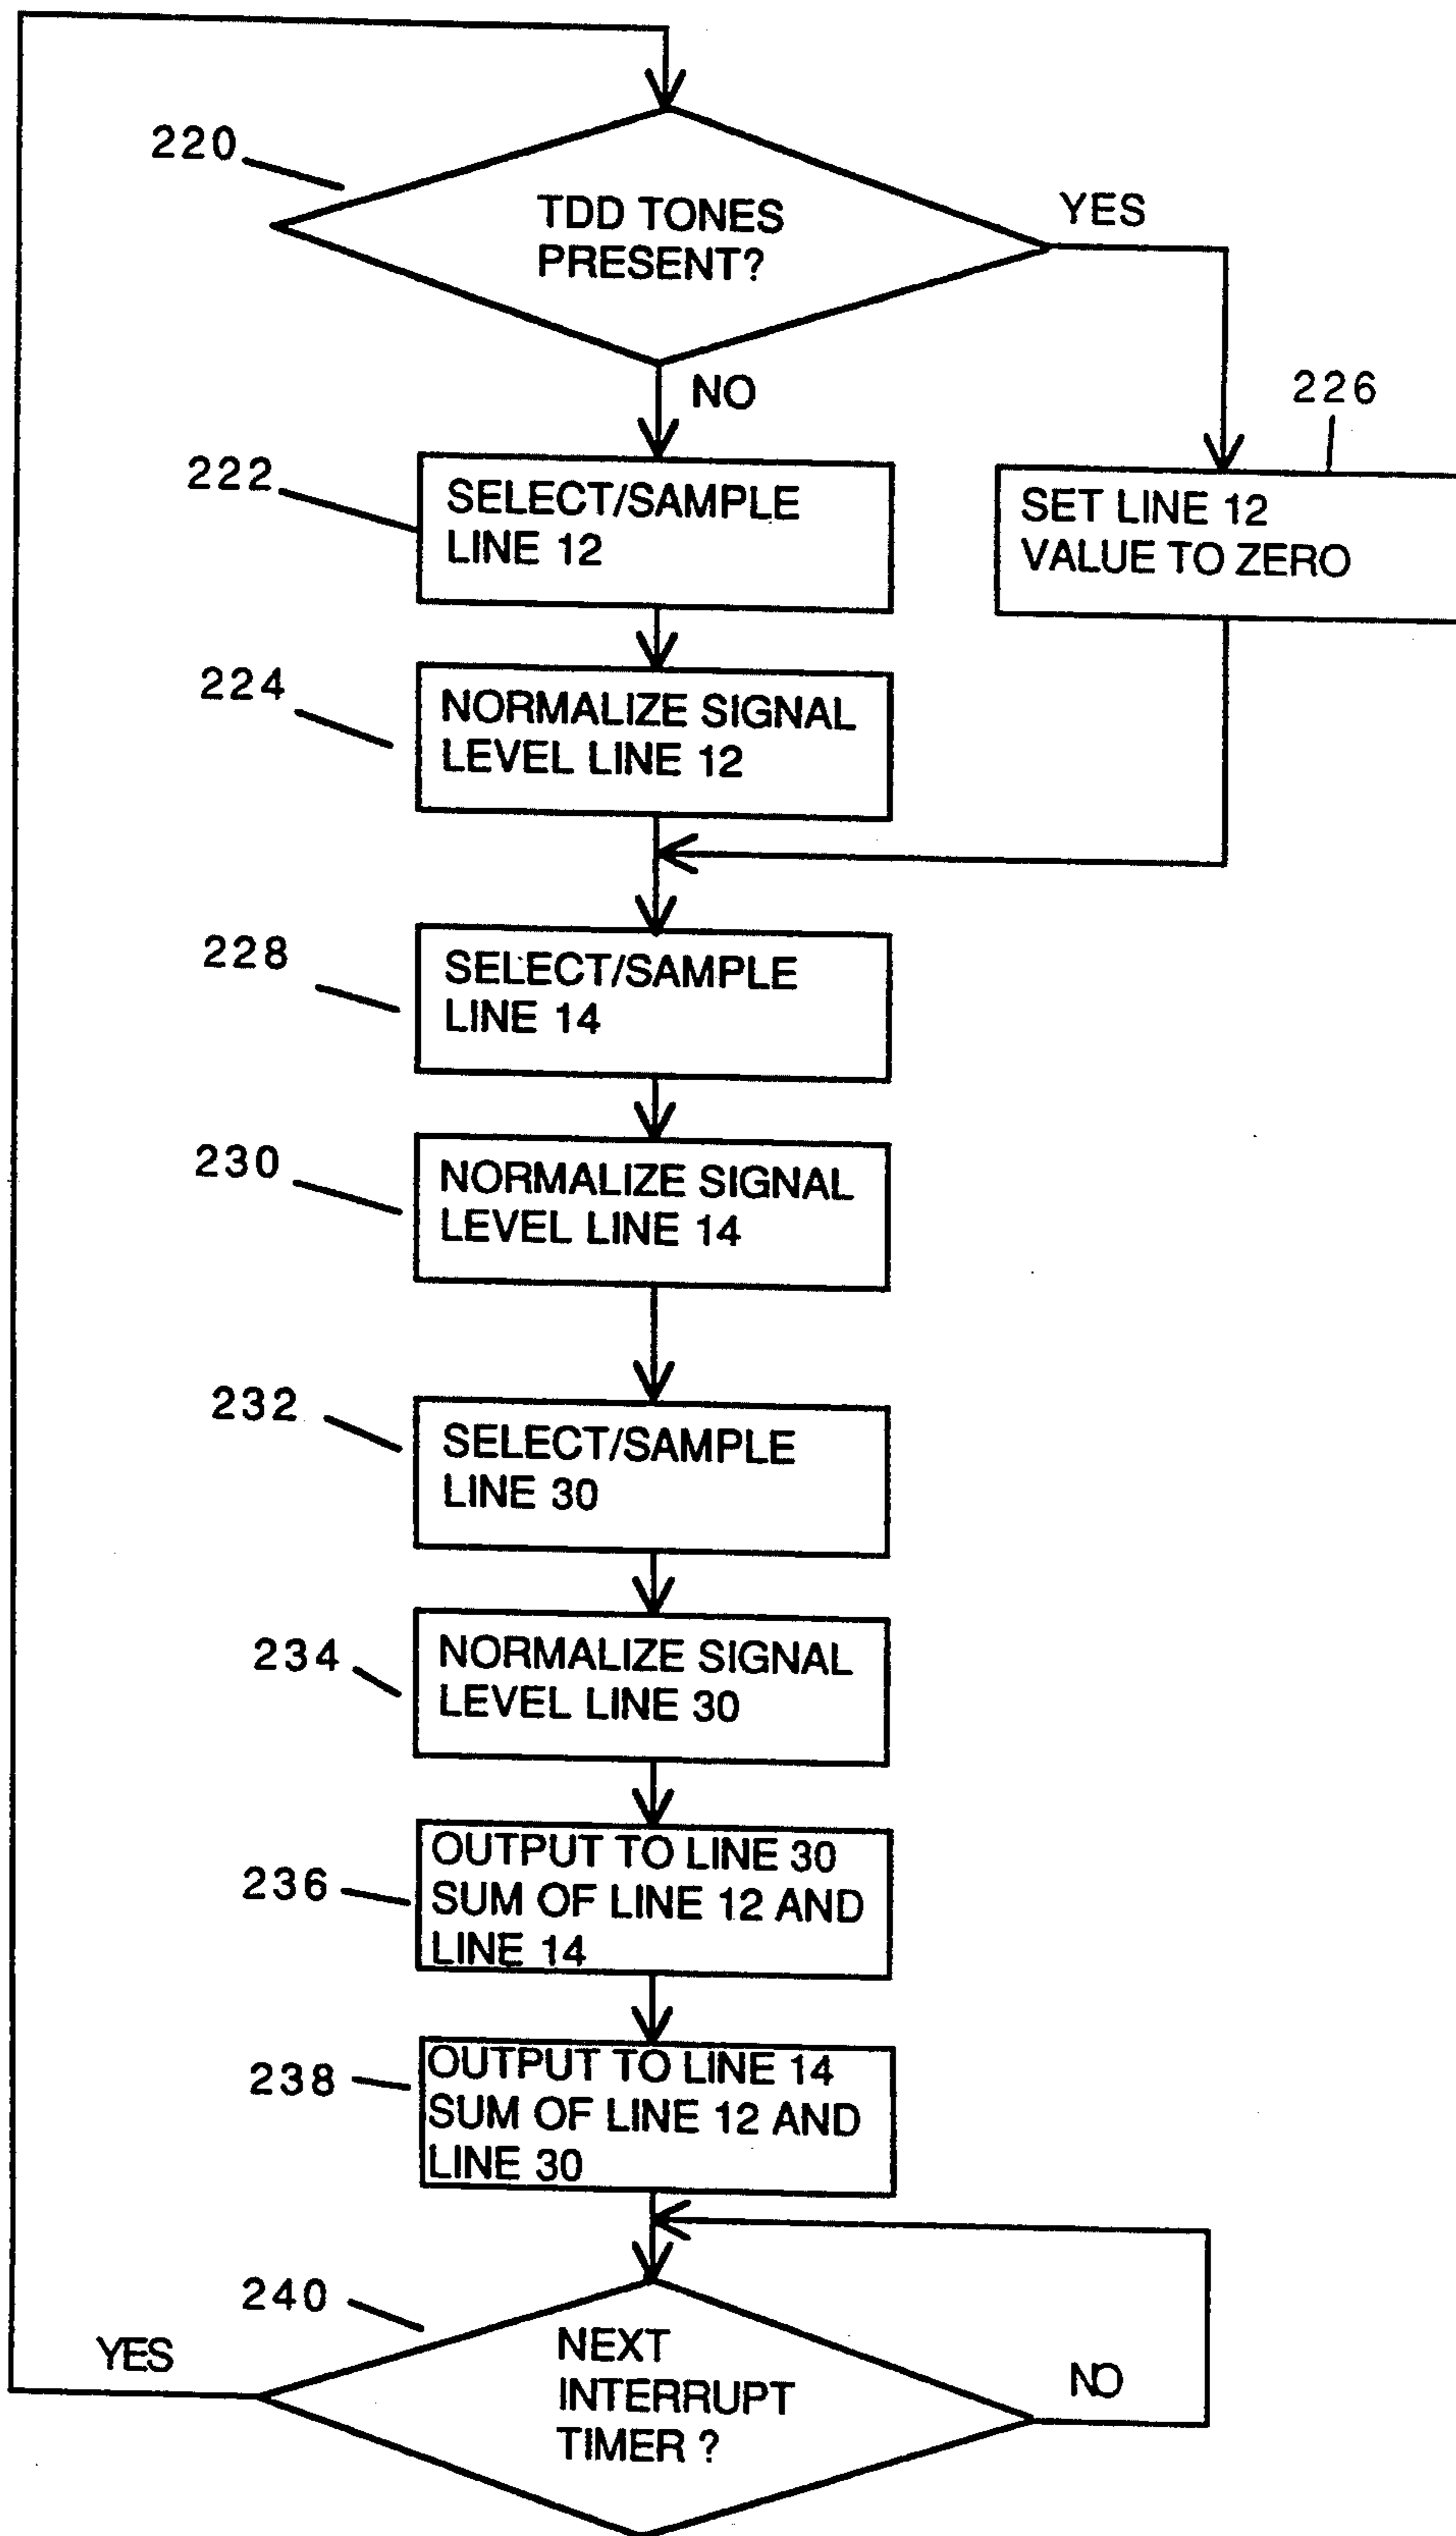 220
TDD TONES
PRESENT?
YES
NO
226
222
SELECT/SAMPLE
LINE 12
SET LINE 12
VALUE TO ZERO
224
NORMALIZE SIGNAL
LEVEL LINE 12
228
SELECT/SAMPLE
LINE 14
230
NORMALIZE SIGNAL
LEVEL LINE 14
232
SELECT/SAMPLE
LINE 30
234
NORMALIZE SIGNAL
LEVEL LINE 30
236
OUTPUT TO LINE 30
SUM OF LINE 12 AND
LINE 14
238
OUTPUT TO LINE 14
SUM OF LINE 12 AND
LINE 30
240
YES
NEXT
INTERRUPT
TIMER ?
NO